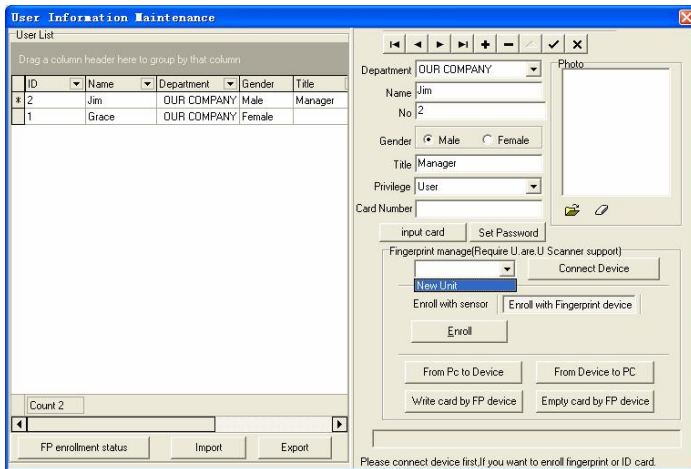 User Information Maintenance
User List
Drag a column header here to group by that column
ID Name Department Gender Title
* 2 Jim OUR COMPANY Male Manager
1 Grace OUR COMPANY Female
Count 2
FP enrollment status Import Export
Department OUR COMPANY
Name Jim
No 2
Gender Male Female
Title Manager
Privilege User
Card Number
Photo
input card Set Password
Fingerprint manage(Require U.are.U Scanner support)
Connect Device
New Unit
Enroll with sensor Enroll with Fingerprint device
Enroll
From Pc to Device From Device to PC
Write card by FP device Empty card by FP device
Please connect device first,If you want to enroll fingerprint or ID card.